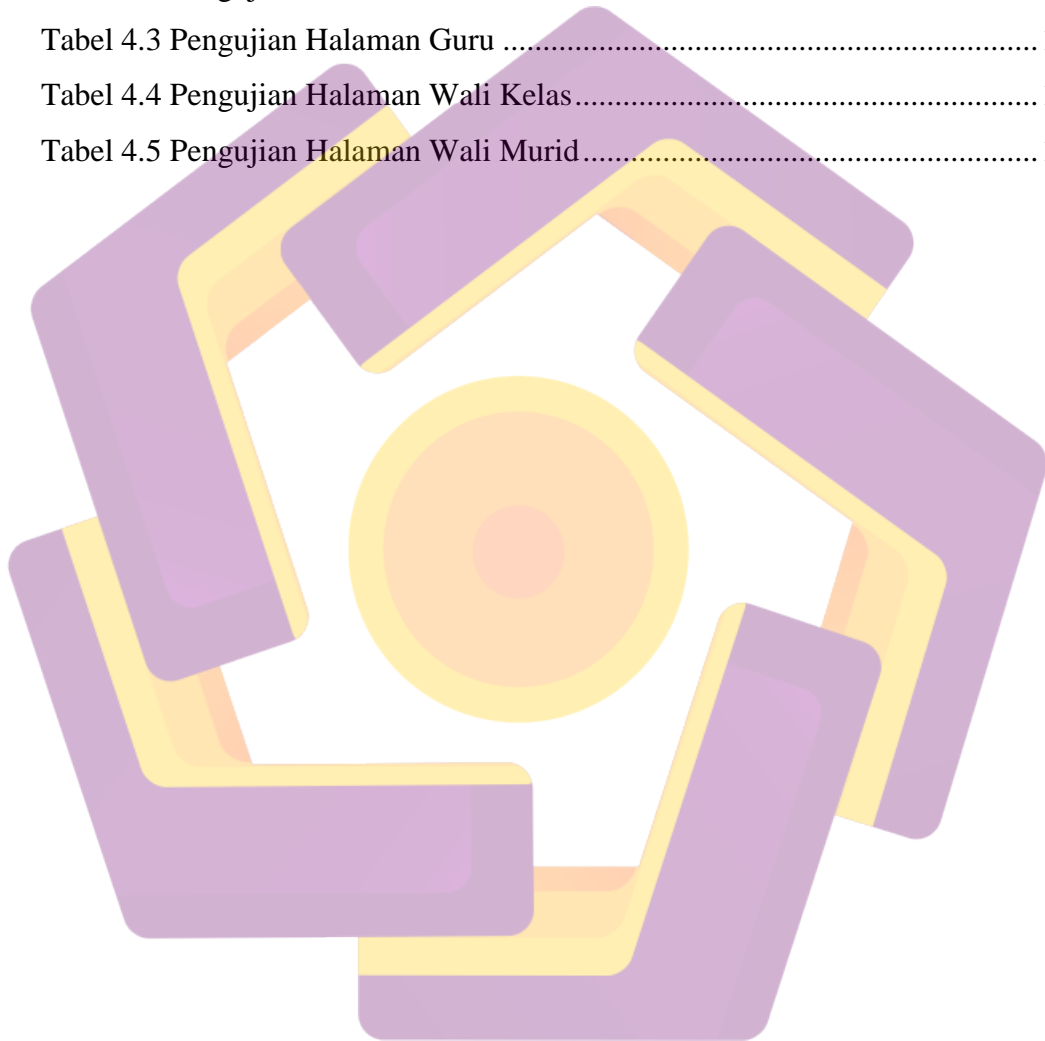 Tabel 4.3 Pengujian Halaman Guru ..................................................................
Tabel 4.4 Pengujian Halaman Wali Kelas.........................................................
Tabel 4.5 Pengujian Halaman Wali Murid........................................................